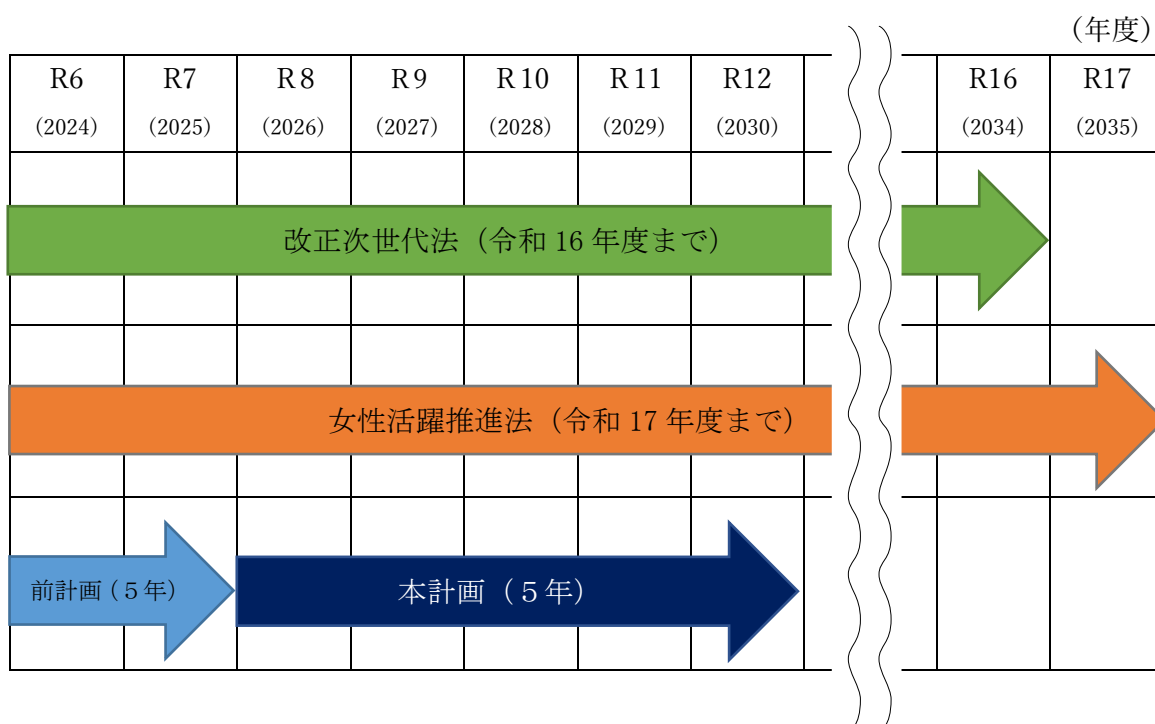 （年度）
R6 R7 R8 R9 R10 R11 R12 R16 R17
(2024) (2025) (2026) (2027) (2028) (2029) (2030) (2034) (2035)
改正次世代法（令和 16 年度まで）
女性活躍推進法（令和 17 年度まで）
前計画（５年） 本計画（５年）